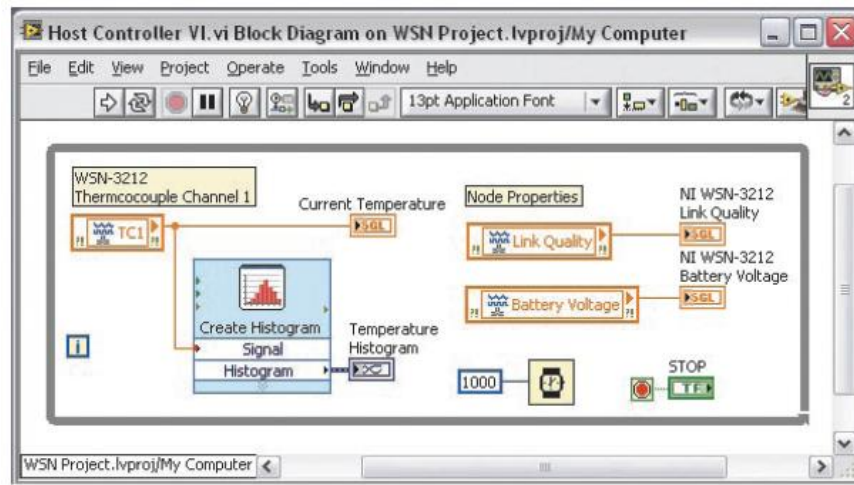 Host Controller VI.vi Block Diagram on WSN Project.lvproj/My Computer
File Edit View Project Operate Tools Window Help
13pt Application Font
2
WSN-3212
Thermcocouple Channel 1
TC1
Current Temperature
SGL
Node Properties
Link Quality
NI WSN-3212
Link Quality
SGL
Battery Voltage
NI WSN-3212
Battery Voltage
SGL
Create Histogram
Signal
Histogram
Temperature
Histogram
i
1000
STOP
TF
WSN Project.lvproj/My Computer